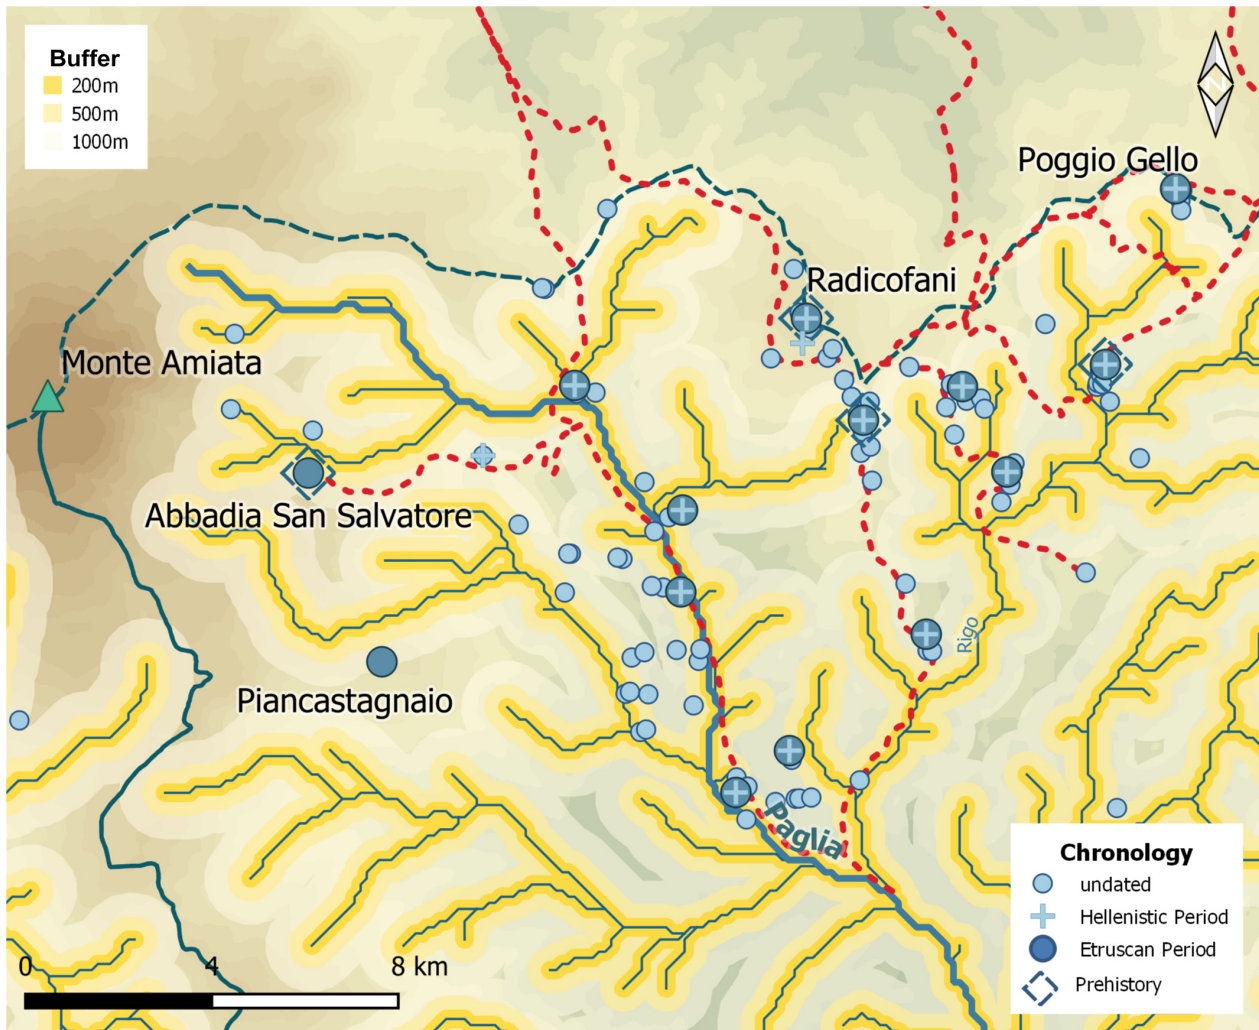 Buffer
200m
500m
1000m
N
Poggio Gello
Radicofani
Monte Amiata
Abbadia San Salvatore
Rigo
Piancastagnaio
Paglia
0 4 8 km
Chronology
undated
Hellenistic Period
Etruscan Period
Prehistory